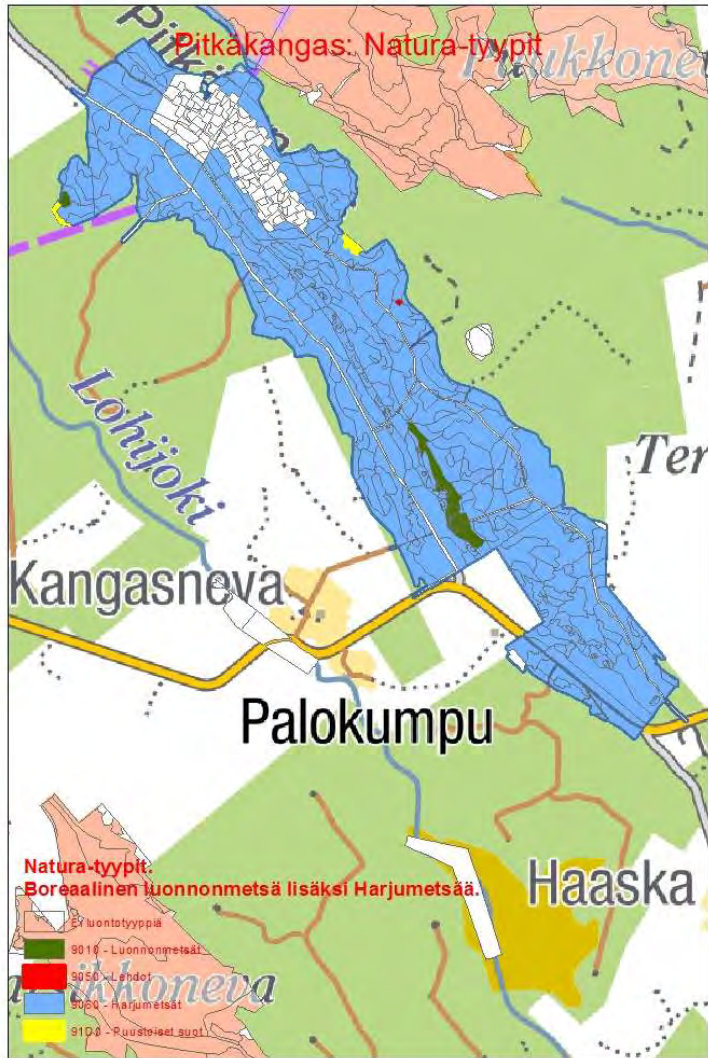 Pitkäkangas: Natura-tyypit
Lohijoki
Ter
Kangasneva
Palokumpu
Haaska
Natura-tyypit.
Boreaalinen luonnonmetsä lisäksi Harjumetsää.
Ei luontotyyppiä
9010 - Luonnonmetsät
9050 - Lehdot
9060 - Harjumetsät
91D0 - Puustoiset suot